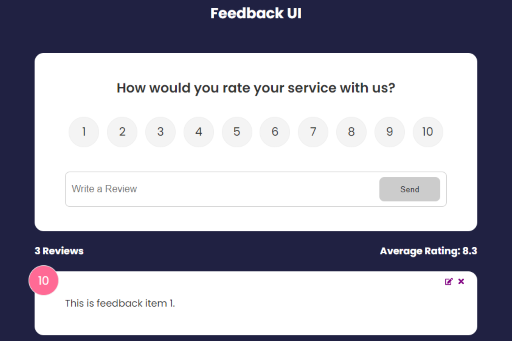 Feedback UI
How would you rate your service with us?
1 2 3 4 5 6 7 8 9 10
Write a Review Send
3 Reviews Average Rating: 8.3
10
This is feedback item 1.